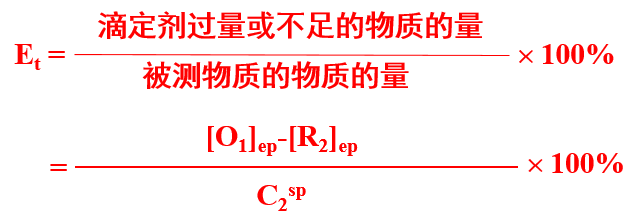 滴定剂过量或不足的物质的量
Et = × 100%
被测物质的物质的量
[O1]ep-[R2]ep
= × 100%
C2sp